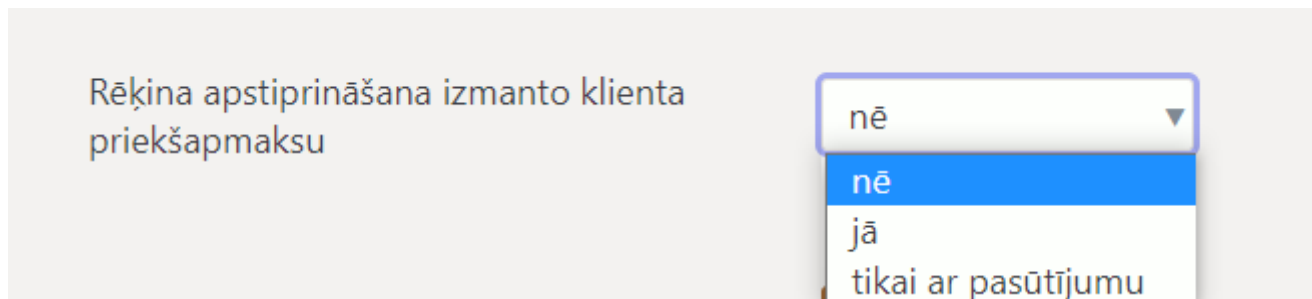 Rēķina apstiprināšana izmanto klienta
priekšapmaksu
nē
nē
jā
tikai ar pasūtījumu